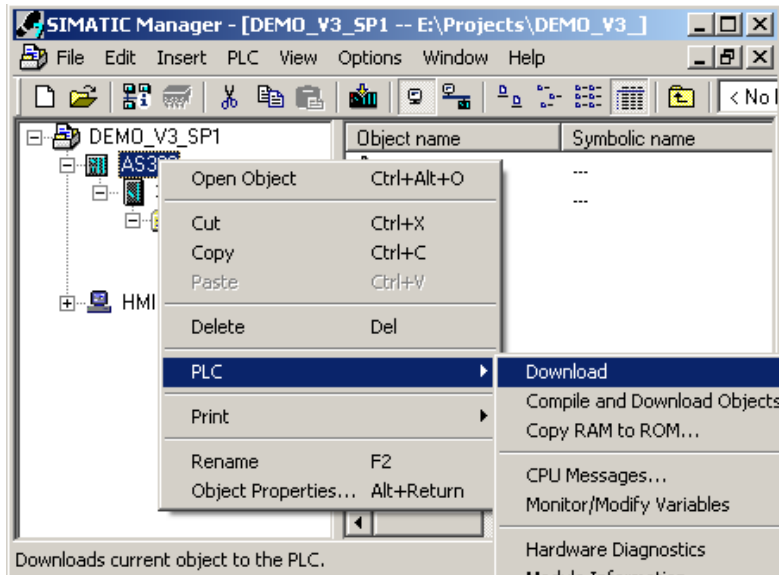 SIMATIC Manager - [DEMO_V3_SP1 -- E:\Projects\DEMO_V3_]
File Edit Insert PLC View Options Window Help
< No
DEMO_V3_SP1
Object name Symbolic name
---
---
HMI
Open Object Ctrl+Alt+O
Cut Ctrl+X
Copy Ctrl+C
Paste Ctrl+V
Delete Del
PLC
Print
Rename F2
Object Properties... Alt+Return
Download
Compile and Download Objects
Copy RAM to ROM...
CPU Messages...
Monitor/Modify Variables
Hardware Diagnostics
Downloads current object to the PLC.